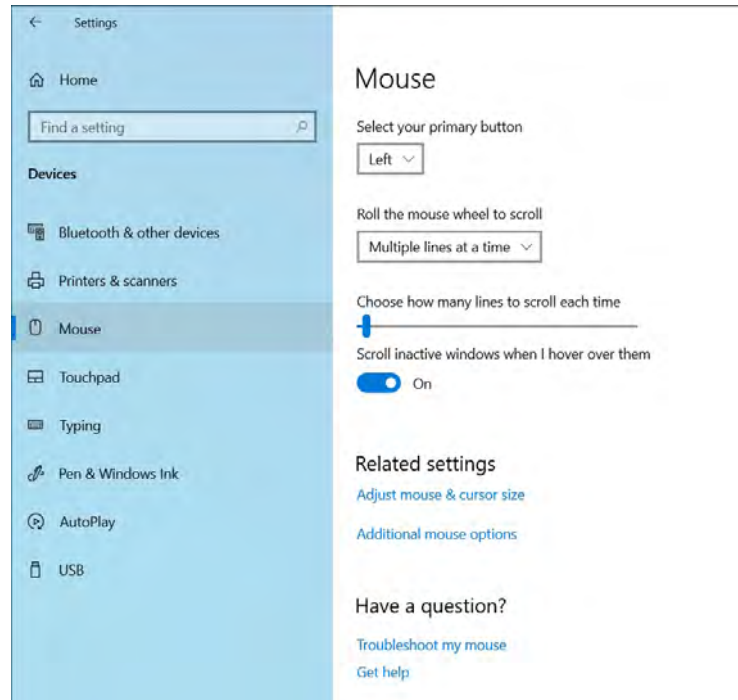 Settings
Home
Find a setting
Devices
Bluetooth & other devices
Printers & scanners
Mouse
Touchpad
Typing
Pen & Windows Ink
AutoPlay
USB
Mouse
Select your primary button
Left
Roll the mouse wheel to scroll
Multiple lines at a time
Choose how many lines to scroll each time
Scroll inactive windows when I hover over them
On
Related settings
Adjust mouse & cursor size
Additional mouse options
Have a question?
Troubleshoot my mouse
Get help